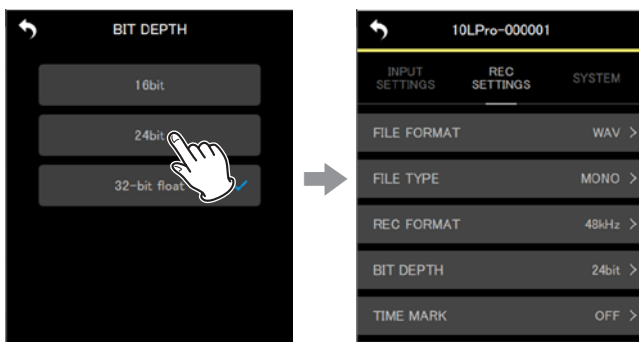 BIT DEPTH
16bit
24bit
32-bit float
10LPro-000001
INPUT SETTINGS
REC SETTINGS
SYSTEM
FILE FORMAT WAV >
FILE TYPE MONO >
REC FORMAT 48kHz >
BIT DEPTH 24bit >
TIME MARK OFF >